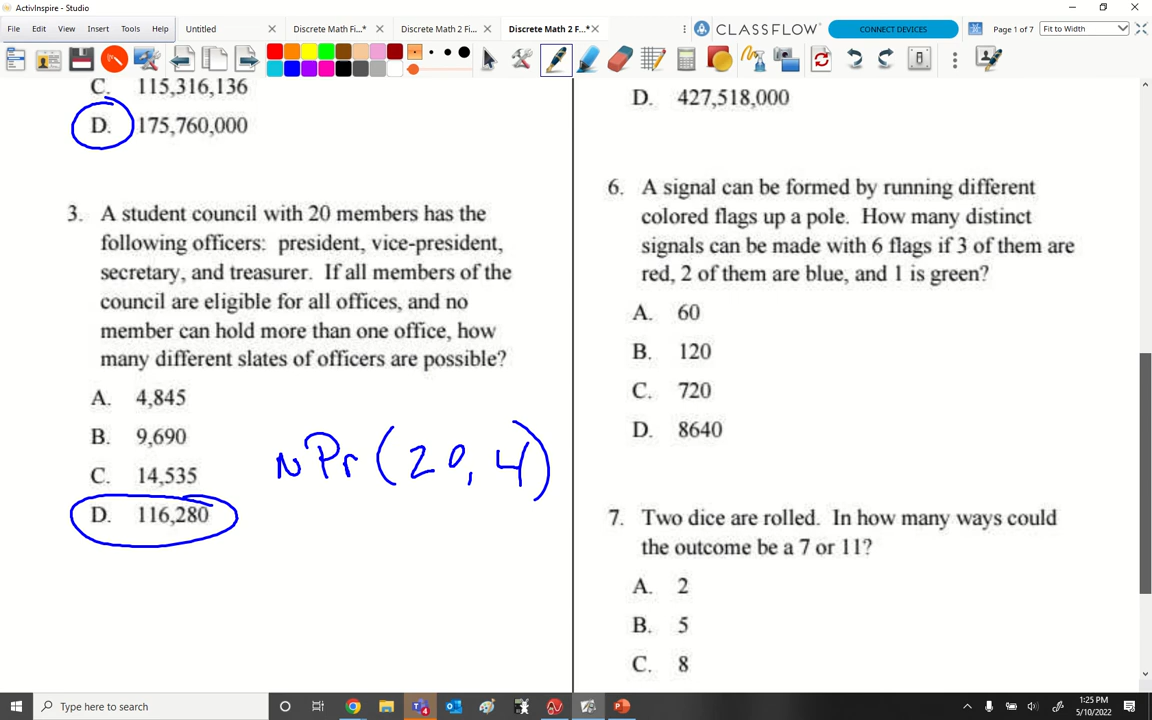 ActivInspire - Studio
File Edit View Insert Tools Help Untitled Discrete Math Fi...* Discrete Math 2 Fi... Discrete Math 2 F...* CLASSFLOW CONNECT DEVICES Page 1 of 7 Fit to Width
C. 115,316,136
D. 175,760,000
3. A student council with 20 members has the
following officers: president, vice-president,
secretary, and treasurer. If all members of the
council are eligible for all offices, and no
member can hold more than one office, how
many different slates of officers are possible?
A. 4,845
B. 9,690
C. 14,535
D. 116,280
nPr (20, 4)
D. 427,518,000
6. A signal can be formed by running different
colored flags up a pole. How many distinct
signals can be made with 6 flags if 3 of them are
red, 2 of them are blue, and 1 is green?
A. 60
B. 120
C. 720
D. 8640
7. Two dice are rolled. In how many ways could
the outcome be a 7 or 11?
A. 2
B. 5
C. 8
Type here to search
1:25 PM
5/10/2022